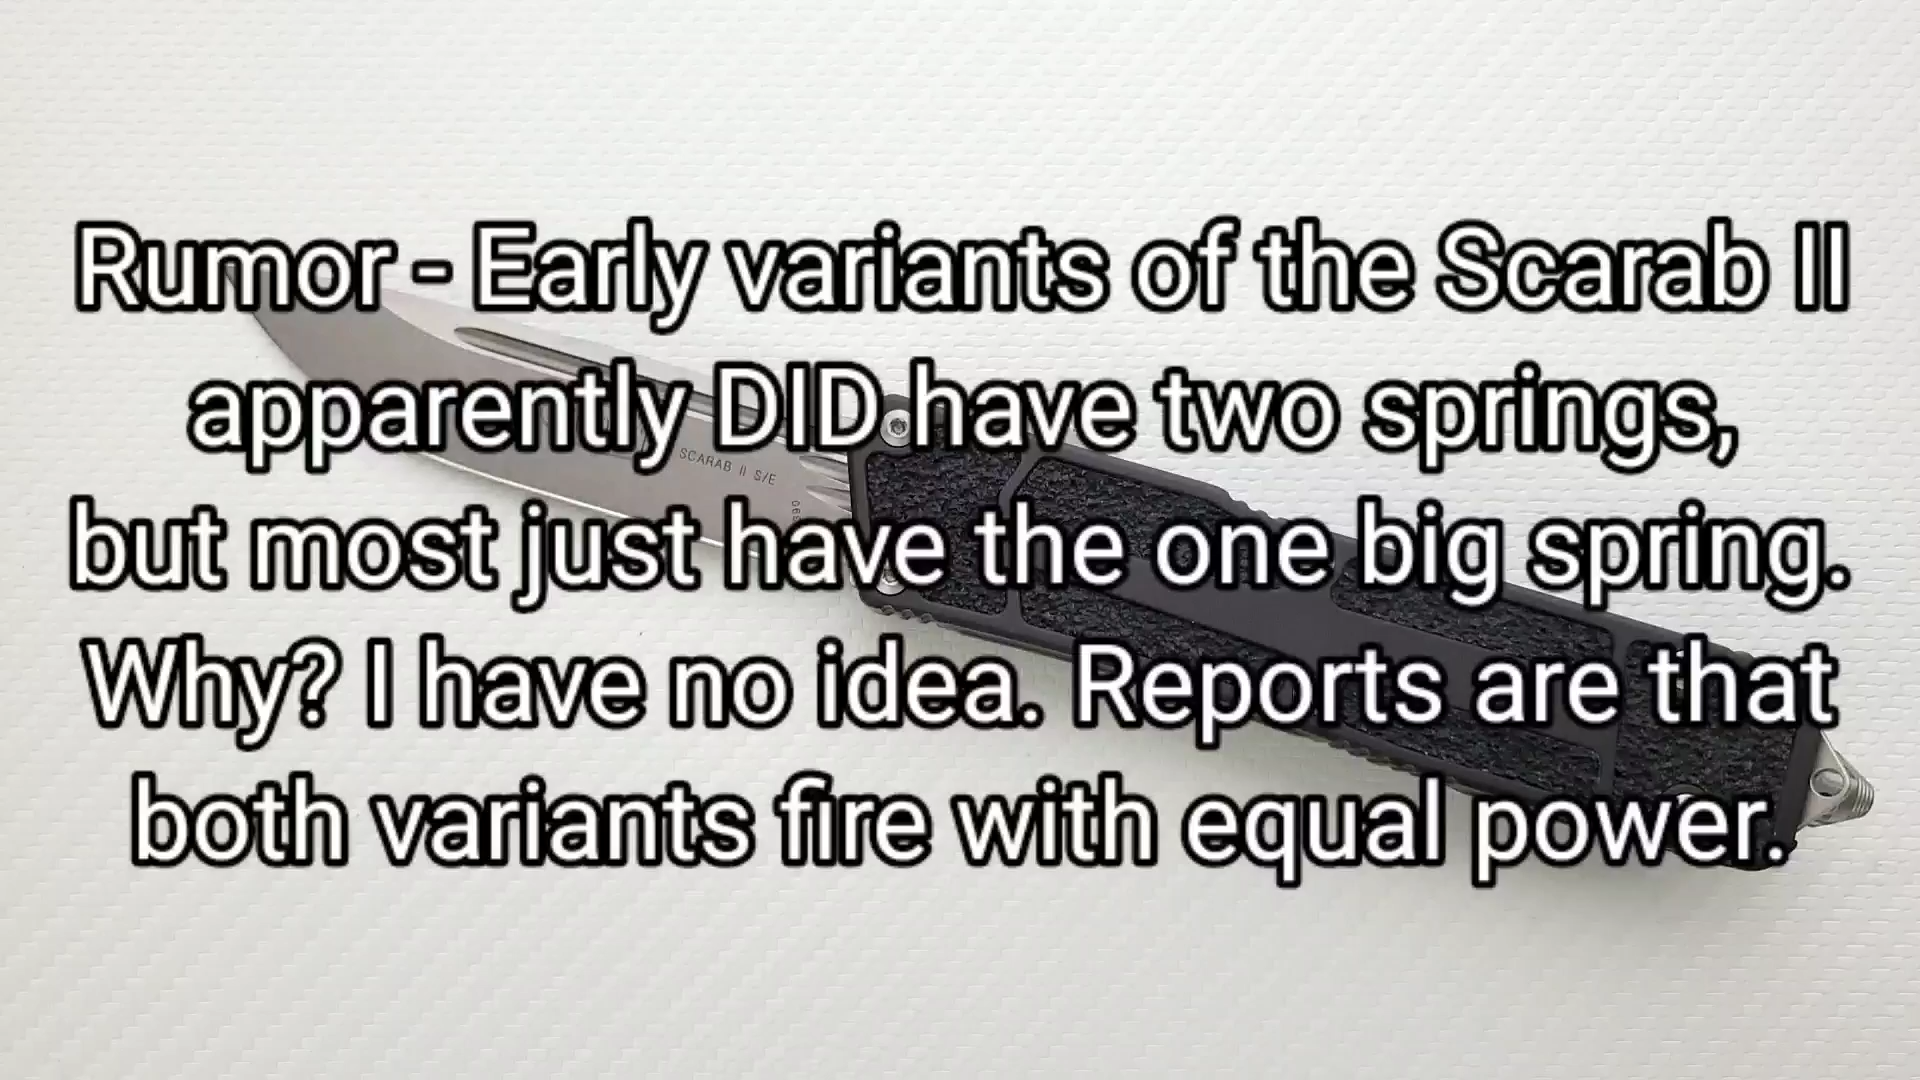 Rumor - Early variants of the Scarab II
apparently DID have two springs,
but most just have the one big spring.
Why? I have no idea. Reports are that
both variants fire with equal power.
SCARAB II S/E